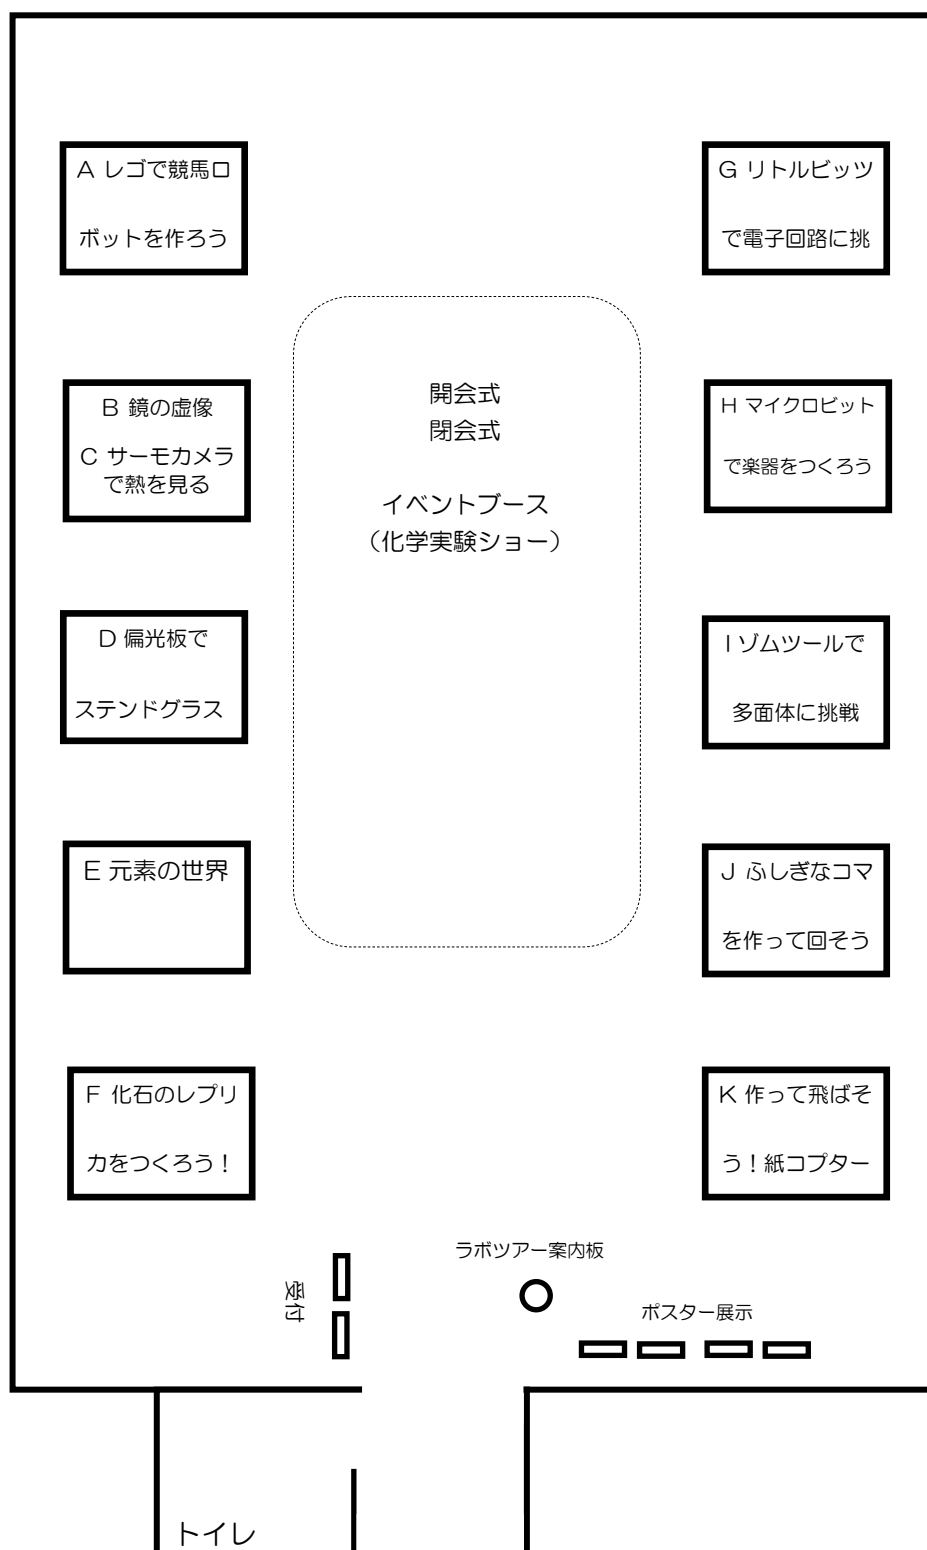 A レゴで競馬ロ
ボットを作ろう
B 鏡の虚像
C サーモカメラ
で熱を見る
D 偏光板で
ステンドグラス
E 元素の世界
F 化石のレプリ
カをつくろう！
開会式
閉会式
イベントブース
（化学実験ショー）
G リトルビッツ
で電子回路に挑
H マイクロビット
で楽器をつくろう
I ゾムツールで
多面体に挑戦
J ふしぎなコマ
を作って回そう
K 作って飛ばそ
う！紙コプター
ラボツアー案内板
受付
ポスター展示
トイレ